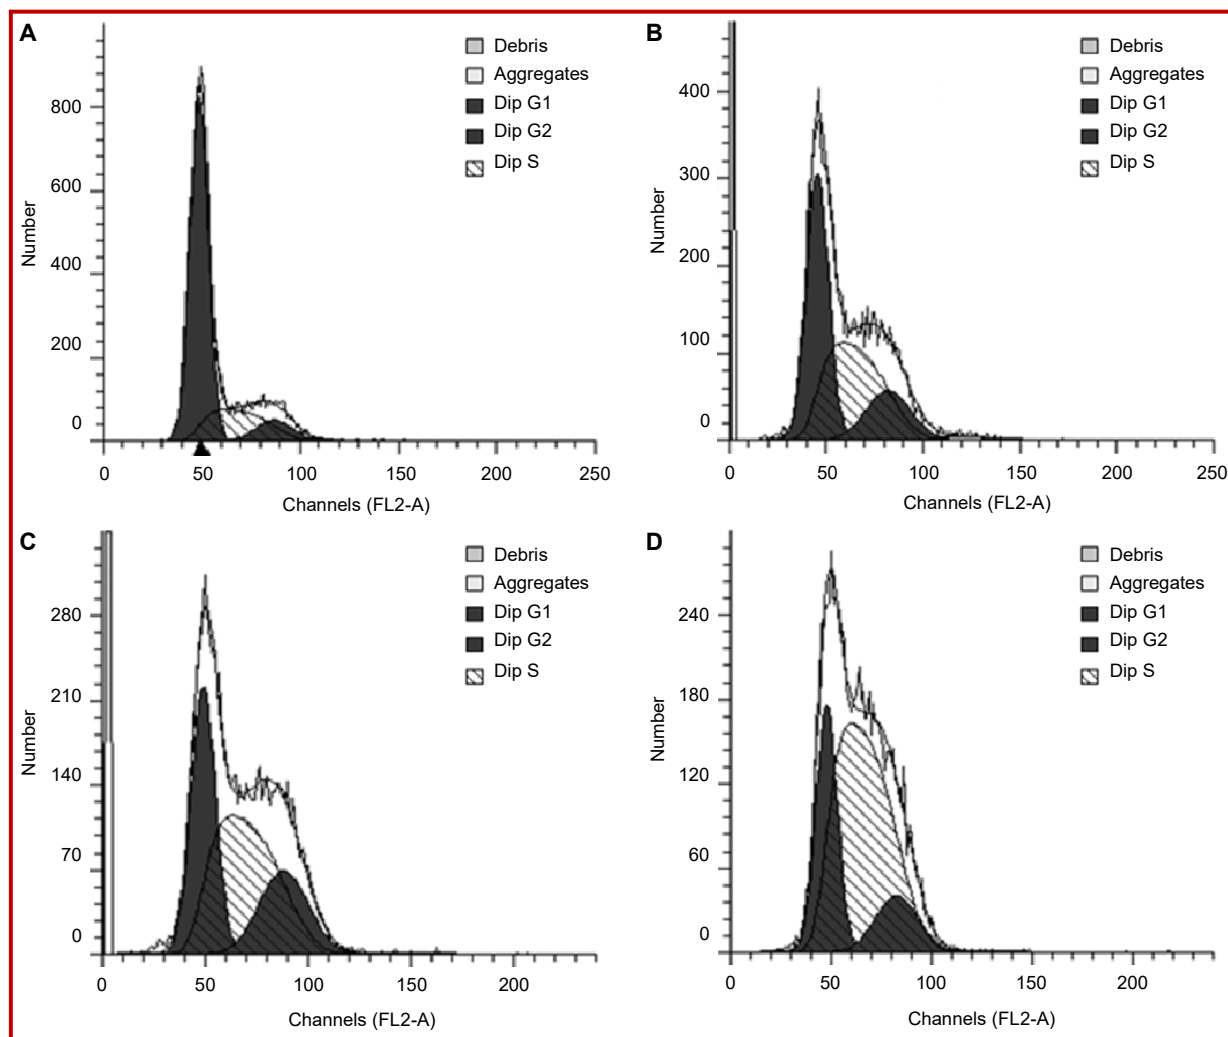 A
Debris
Aggregates
Dip G1
Dip G2
Dip S
Number
800
600
400
200
0
0 50 100 150 200 250
Channels (FL2-A)
B
Debris
Aggregates
Dip G1
Dip G2
Dip S
Number
400
300
200
100
0
0 50 100 150 200 250
Channels (FL2-A)
C
Debris
Aggregates
Dip G1
Dip G2
Dip S
Number
280
210
140
70
0
0 50 100 150 200
Channels (FL2-A)
D
Debris
Aggregates
Dip G1
Dip G2
Dip S
Number
240
180
120
60
0
0 50 100 150 200
Channels (FL2-A)